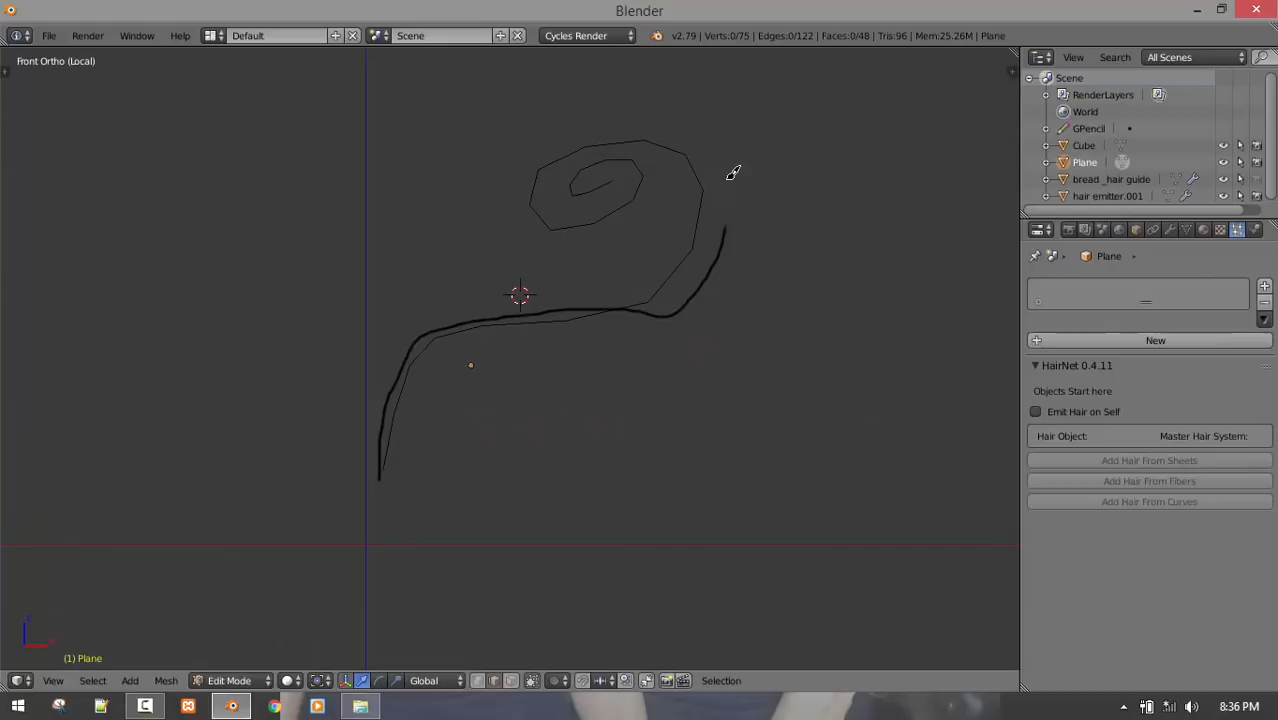 Blender
File Render Window Help Default Scene Cycles Render v2.79 | Verts:0/75 | Edges:0/122 | Faces:0/48 | Tris:96 | Mem:25.26M | Plane
Front Ortho (Local)
View Search All Scenes
Scene
RenderLayers
World
GPencil
Cube
Plane
bread _hair guide
hair emitter.001
Plane
New
HairNet 0.4.11
Objects Start here
Emit Hair on Self
Hair Object: Master Hair System:
Add Hair From Sheets
Add Hair From Fibers
Add Hair From Curves
(1) Plane
View Select Add Mesh Edit Mode Global Selection
8:36 PM